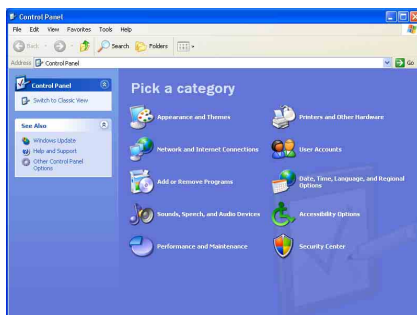 Control Panel
File Edit View Favorites Tools Help
Back Search Folders
Address Control Panel Go
Control Panel
Switch to Classic View
See Also
Windows Update
Help and Support
Other Control Panel
Options
Pick a category
Appearance and Themes
Printers and Other Hardware
Network and Internet Connections
User Accounts
Add or Remove Programs
Date, Time, Language, and Regional
Options
Sounds, Speech, and Audio Devices
Accessibility Options
Performance and Maintenance
Security Center